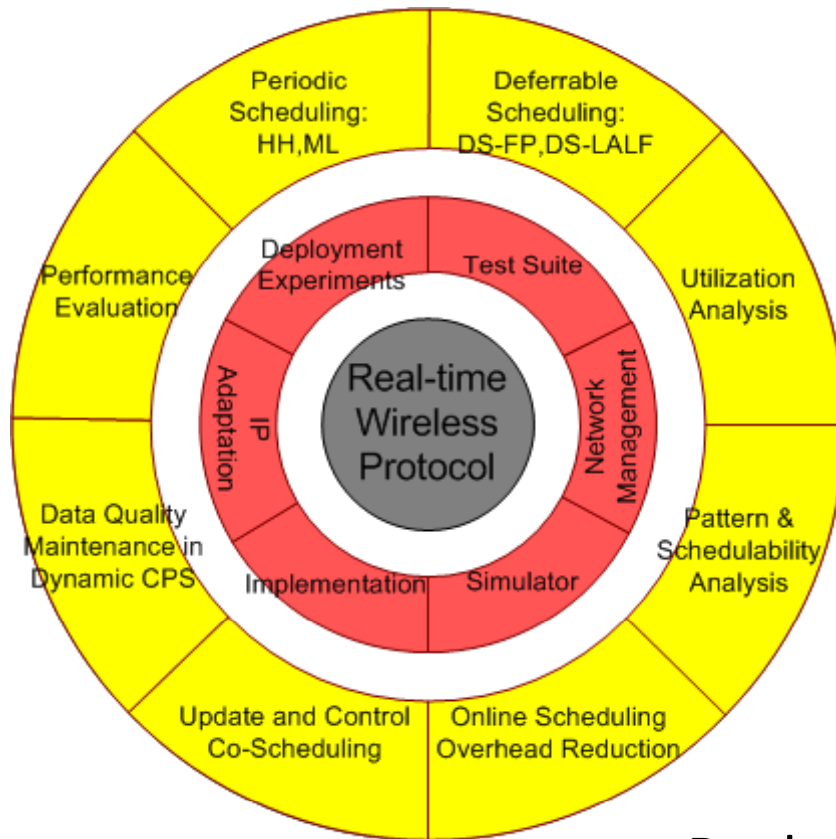 Periodic
Scheduling:
HH,ML
Deferrable
Scheduling:
DS-FP,DS-LALF
Performance
Evaluation
Utilization
Analysis
Deployment
Experiments
Test Suite
IP
Adaptation
Real-time
Wireless
Protocol
Network
Management
Data Quality
Maintenance in
Dynamic CPS
Pattern &
Schedulability
Analysis
Implementation
Simulator
Update and Control
Co-Scheduling
Online Scheduling
Overhead Reduction